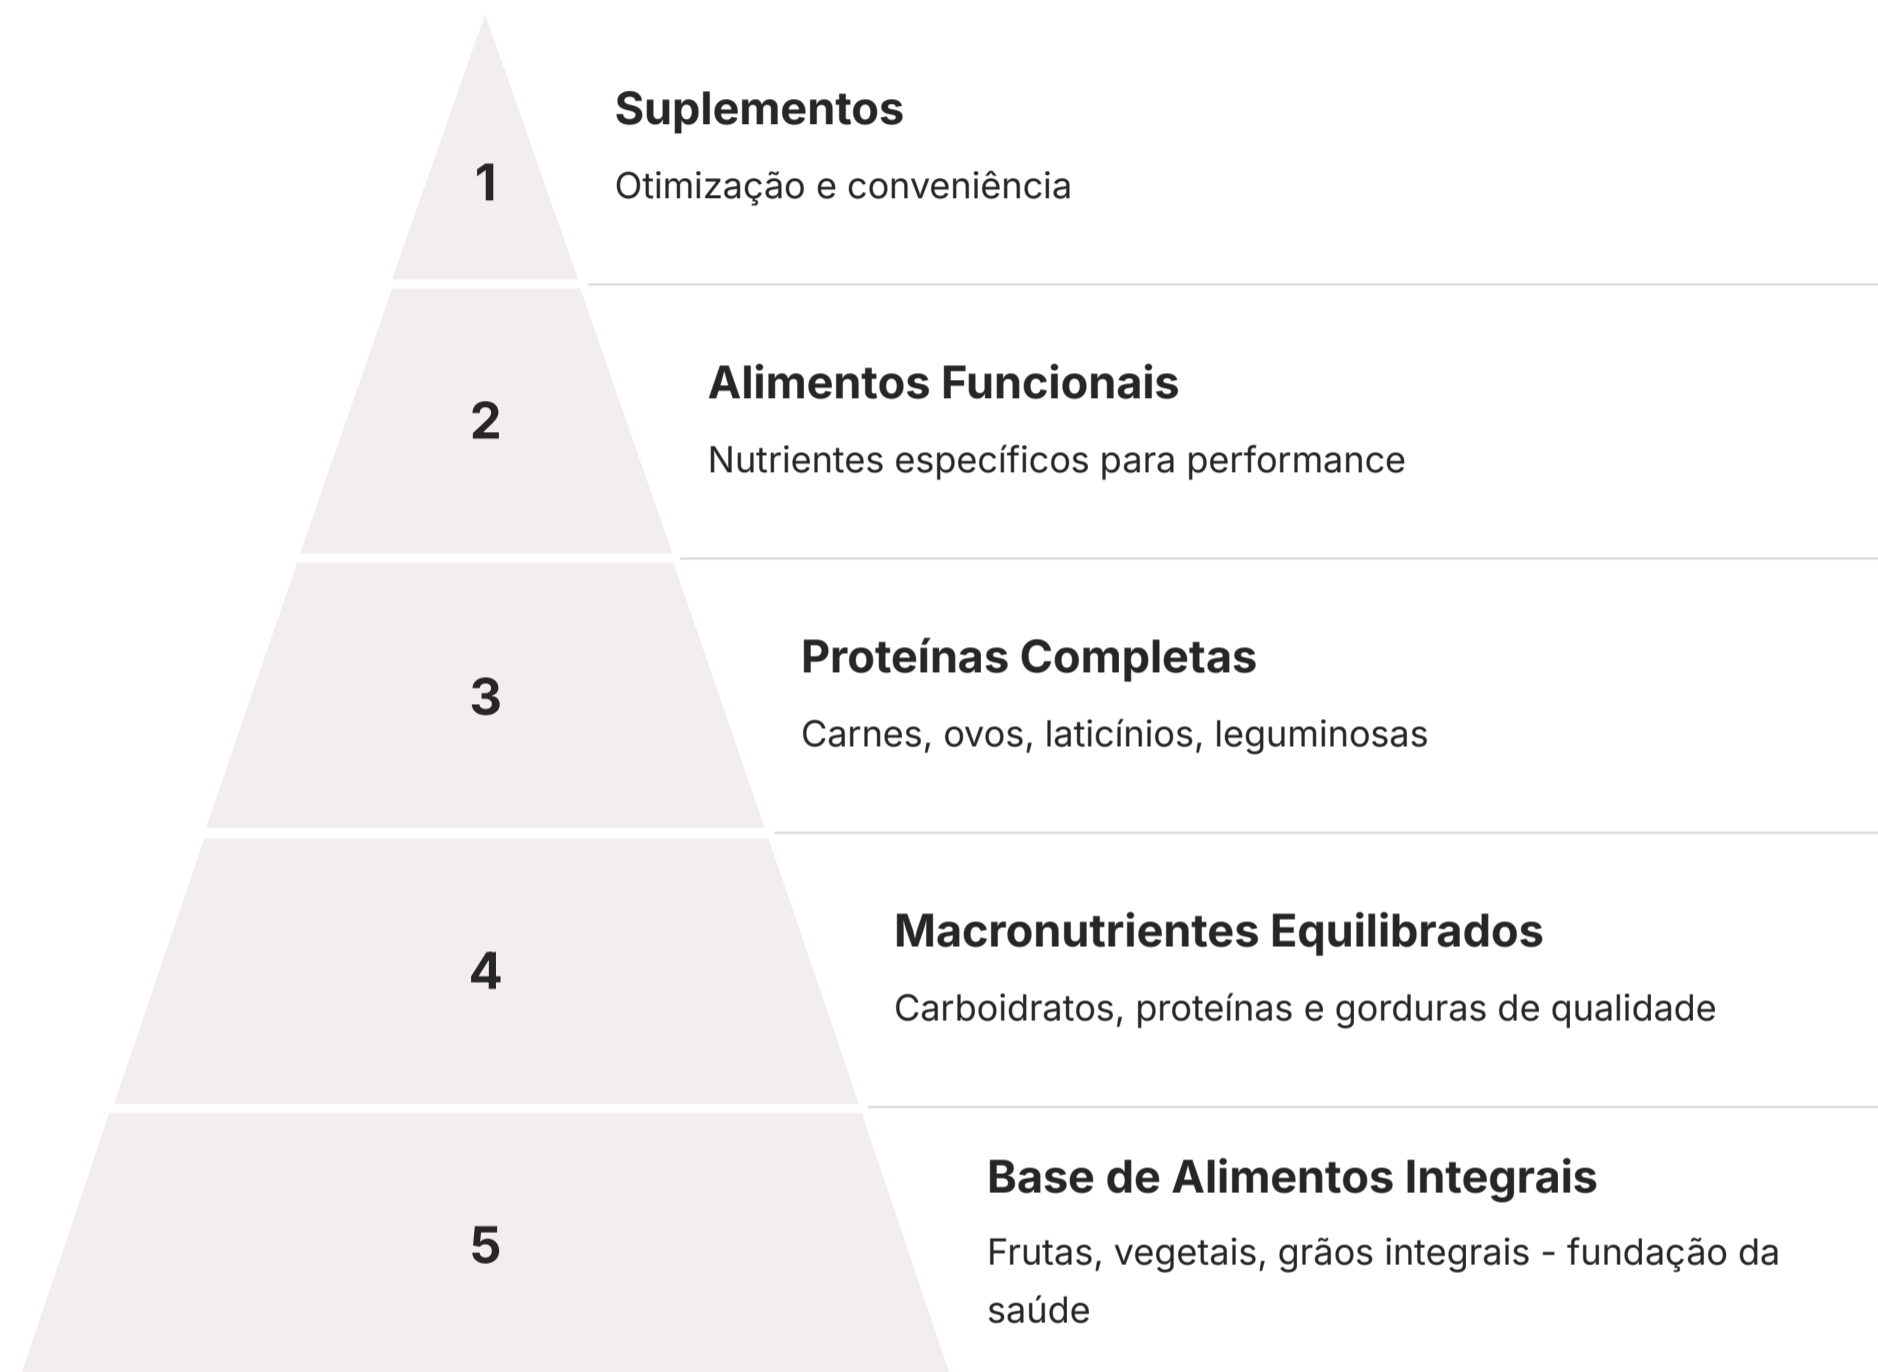 1
Suplementos
Otimização e conveniência
2
Alimentos Funcionais
Nutrientes específicos para performance
3
Proteínas Completas
Carnes, ovos, laticínios, leguminosas
4
Macronutrientes Equilibrados
Carboidratos, proteínas e gorduras de qualidade
5
Base de Alimentos Integrais
Frutas, vegetais, grãos integrais - fundação da
saúde